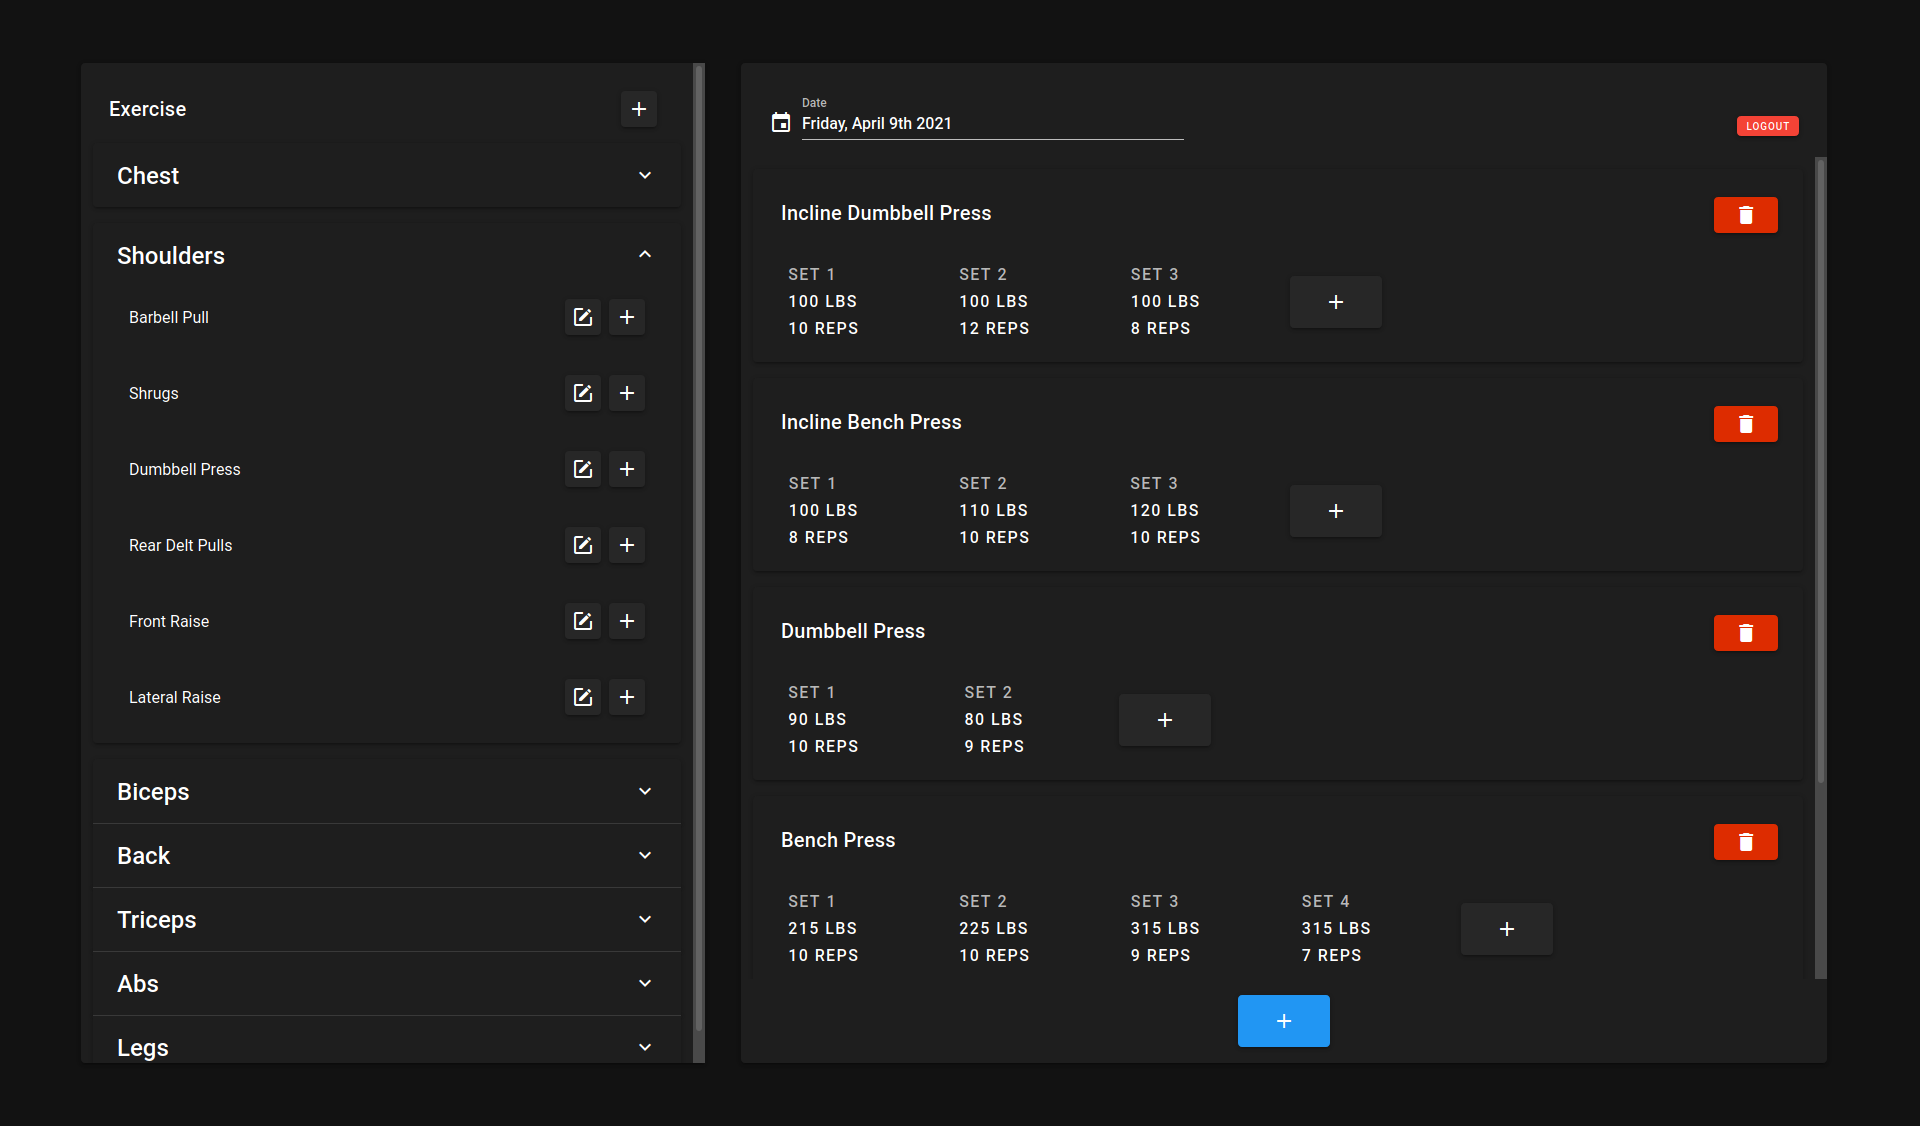 Exercise
Chest
Shoulders
Barbell Pull
Shrugs
Dumbbell Press
Rear Delt Pulls
Front Raise
Lateral Raise
Biceps
Back
Triceps
Abs
Legs
Date
Friday, April 9th 2021
LOGOUT
Incline Dumbbell Press
SET 1 SET 2 SET 3
100 LBS 100 LBS 100 LBS
10 REPS 12 REPS 8 REPS
Incline Bench Press
SET 1 SET 2 SET 3
100 LBS 110 LBS 120 LBS
8 REPS 10 REPS 10 REPS
Dumbbell Press
SET 1 SET 2
90 LBS 80 LBS
10 REPS 9 REPS
Bench Press
SET 1 SET 2 SET 3 SET 4
215 LBS 225 LBS 315 LBS 315 LBS
10 REPS 10 REPS 9 REPS 7 REPS